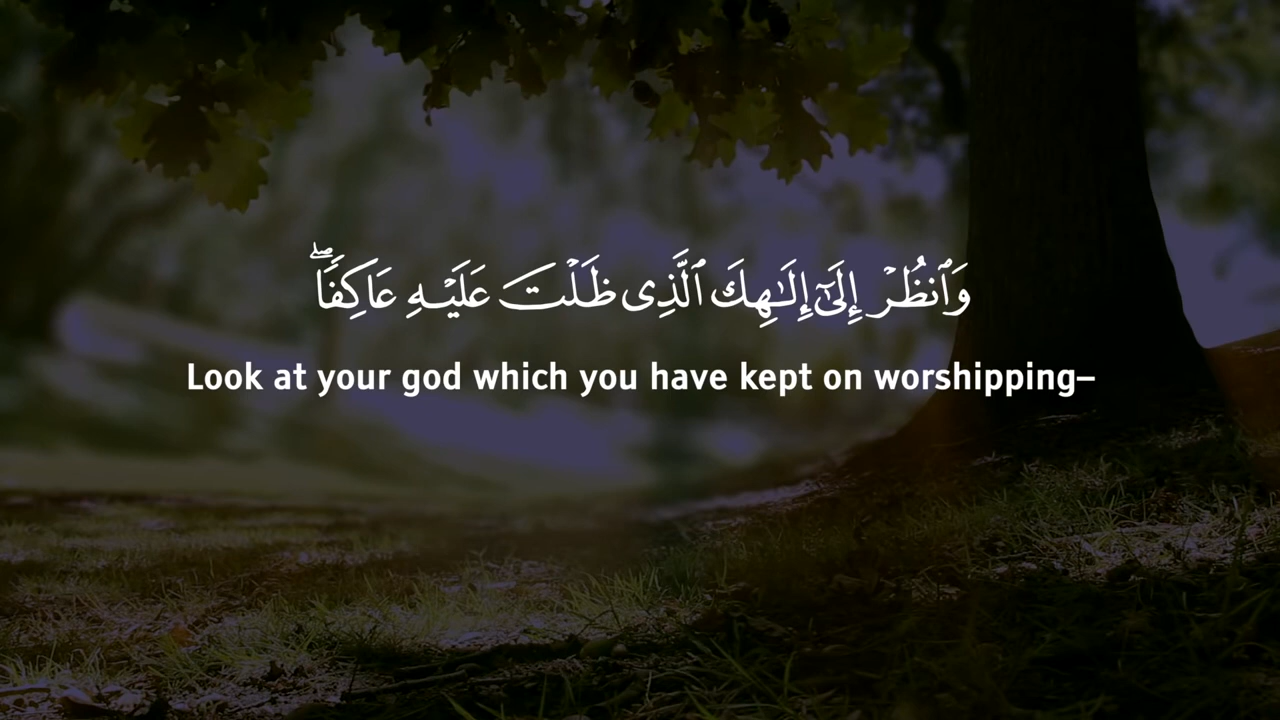 وَٱنظُرْ إِلَىٰٓ إِلَـٰهِكَ ٱلَّذِى ظَلْتَ عَلَيْهِ عَاكِفًا ۖ
Look at your god which you have kept on worshipping–